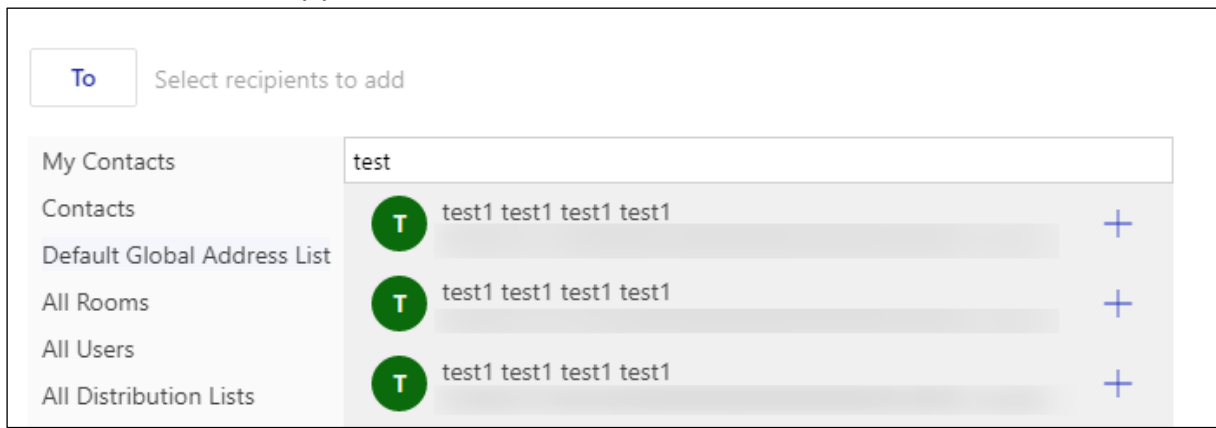 To
Select recipients to add
My Contacts
Contacts
Default Global Address List
All Rooms
All Users
All Distribution Lists
test
T
test1 test1 test1 test1
T
test1 test1 test1 test1
T
test1 test1 test1 test1